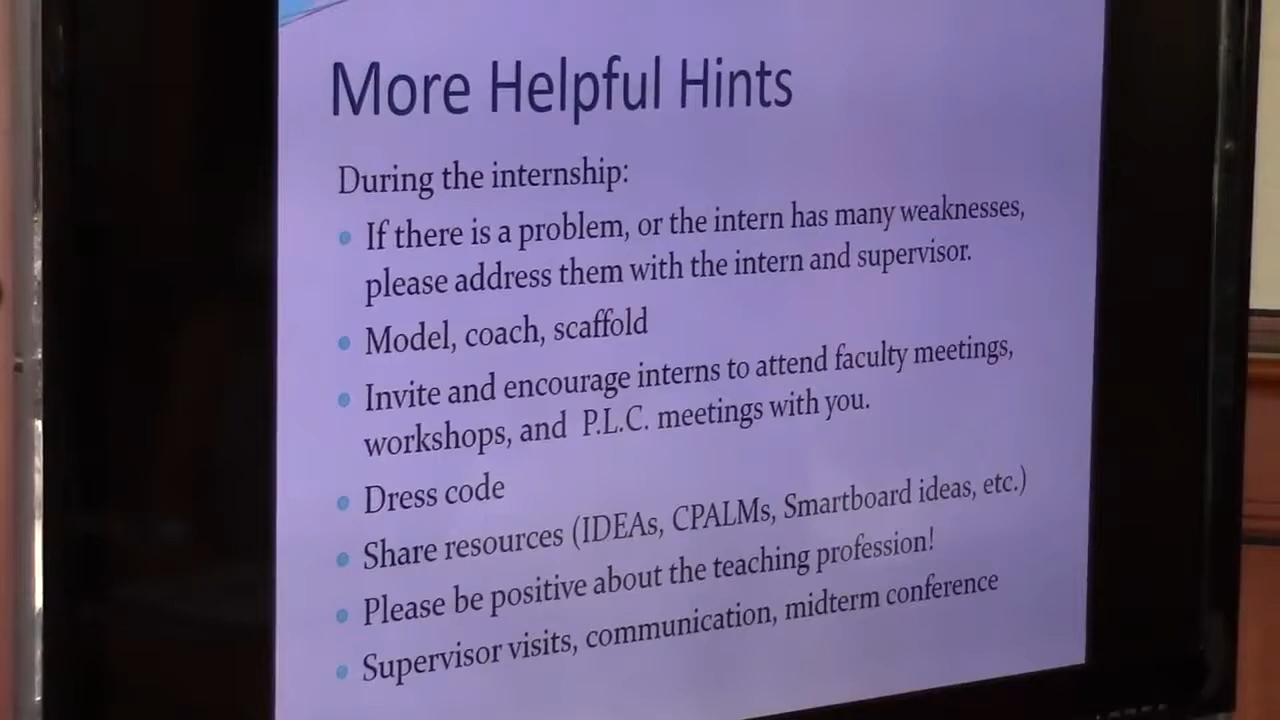 More Helpful Hints
During the internship:
• If there is a problem, or the intern has many weaknesses,
please address them with the intern and supervisor.
• Model, coach, scaffold
• Invite and encourage interns to attend faculty meetings,
workshops, and P.L.C. meetings with you.
• Dress code
• Share resources (IDEAs, CPALMs, Smartboard ideas, etc.)
• Please be positive about the teaching profession!
• Supervisor visits, communication, midterm conference